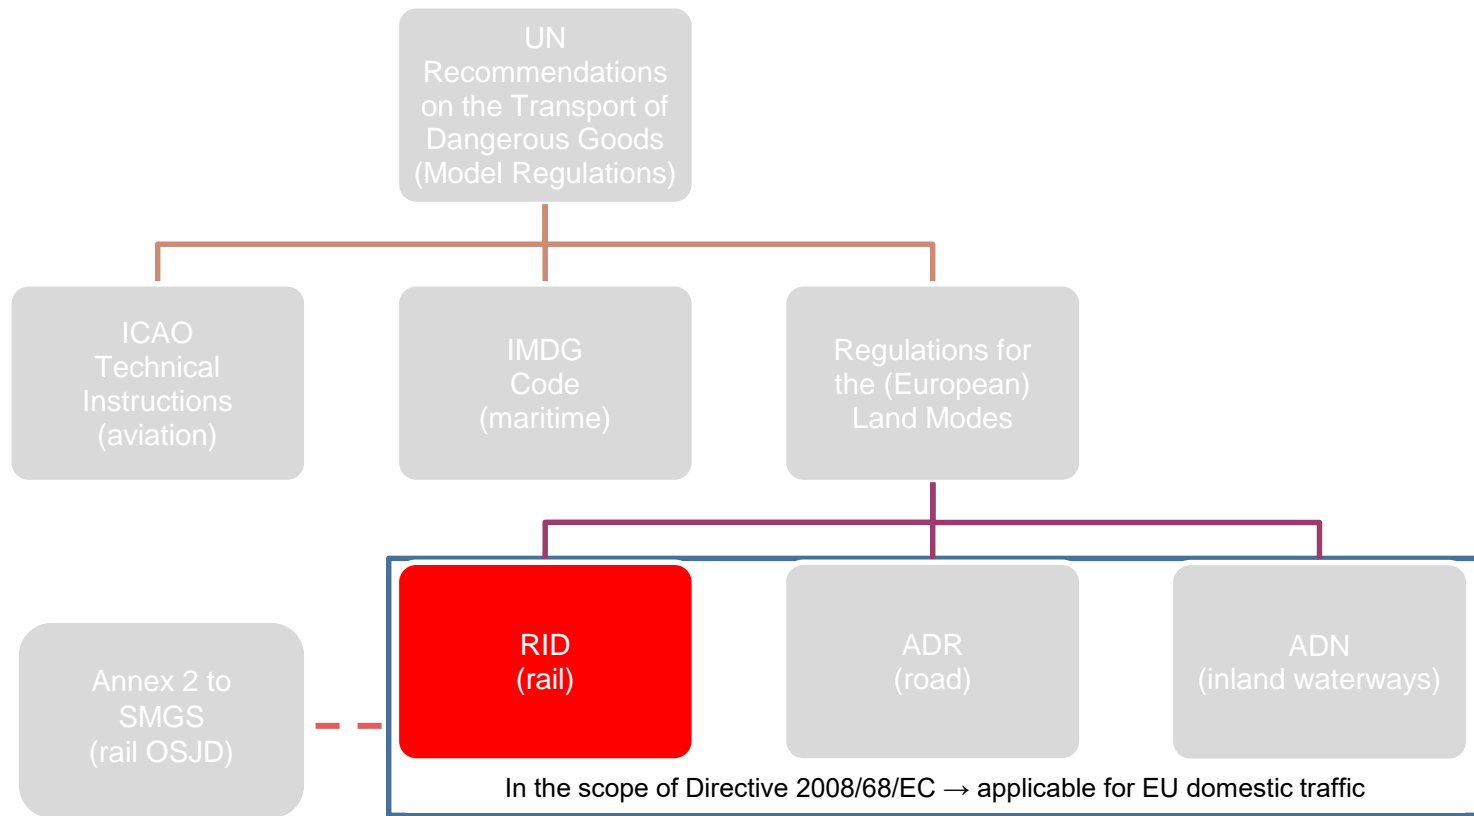 UN
Recommendations
on the Transport of
Dangerous Goods
(Model Regulations)
ICAO
Technical
Instructions
(aviation)
IMDG
Code
(maritime)
Regulations for
the (European)
Land Modes
Annex 2 to
SMGS
(rail OSJD)
RID
(rail)
ADR
(road)
ADN
(inland waterways)
In the scope of Directive 2008/68/EC → applicable for EU domestic traffic